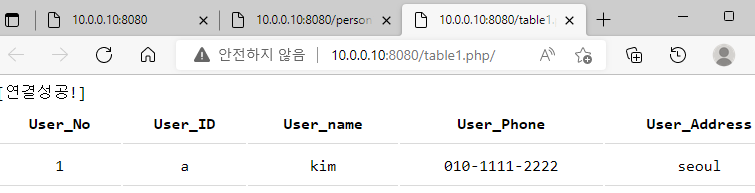 10.0.0.10:8080 10.0.0.10:8080/person 10.0.0.10:8080/table1.
안전하지 않음 10.0.0.10:8080/table1.php/
[연결성공!]
User_No User_ID User_name User_Phone User_Address
1 a kim 010-1111-2222 seoul